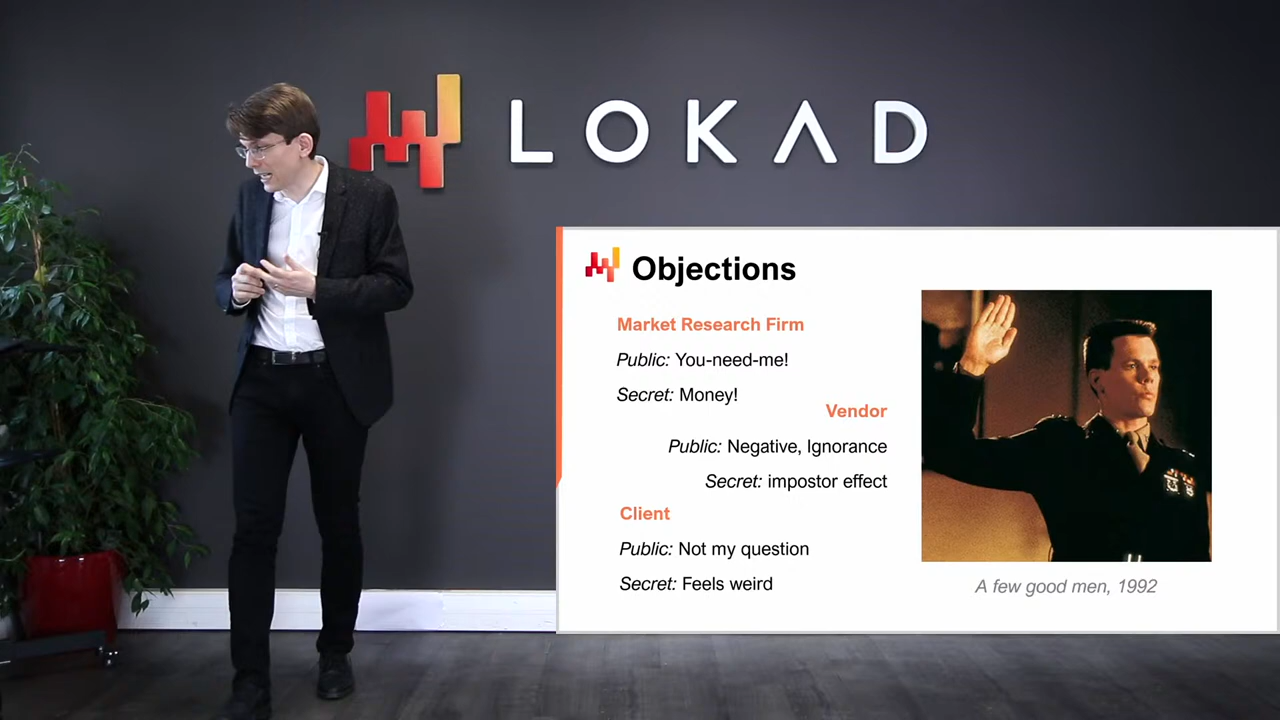 LOKAD
Objections
Market Research Firm
Public: You-need-me!
Secret: Money!
Vendor
Public: Negative, Ignorance
Secret: impostor effect
Client
Public: Not my question
Secret: Feels weird
A few good men, 1992